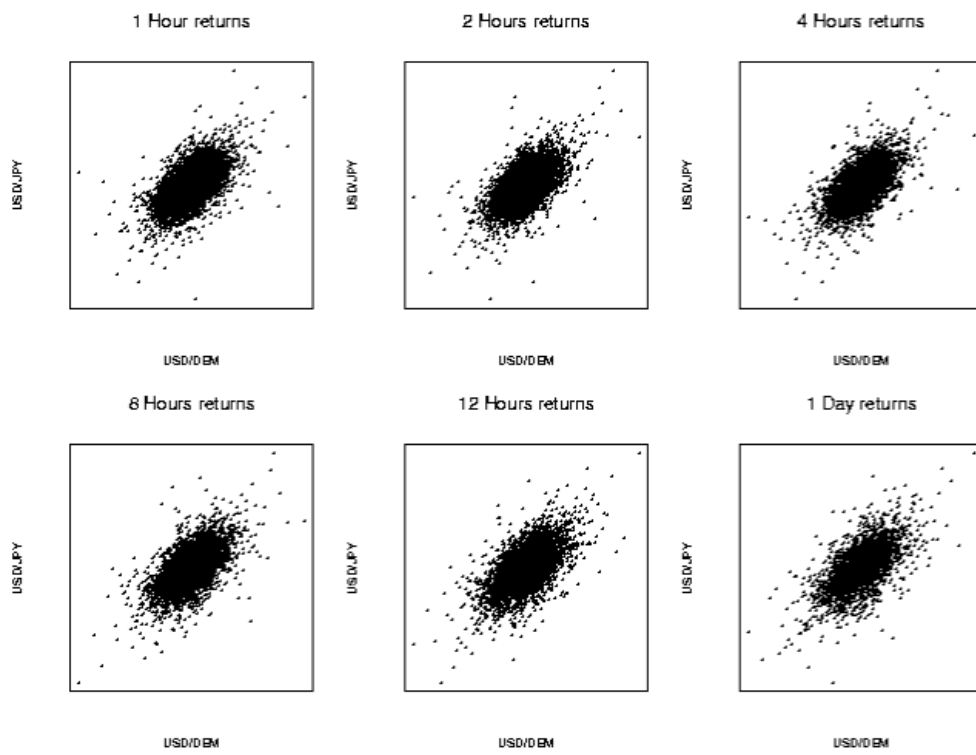 1 Hour returns
2 Hours returns
4 Hours returns
USD/JPY
USD/JPY
USD/JPY
USD/DEM
USD/DEM
USD/DEM
8 Hours returns
12 Hours returns
1 Day returns
USD/JPY
USD/JPY
USD/JPY
USD/DEM
USD/DEM
USD/DEM